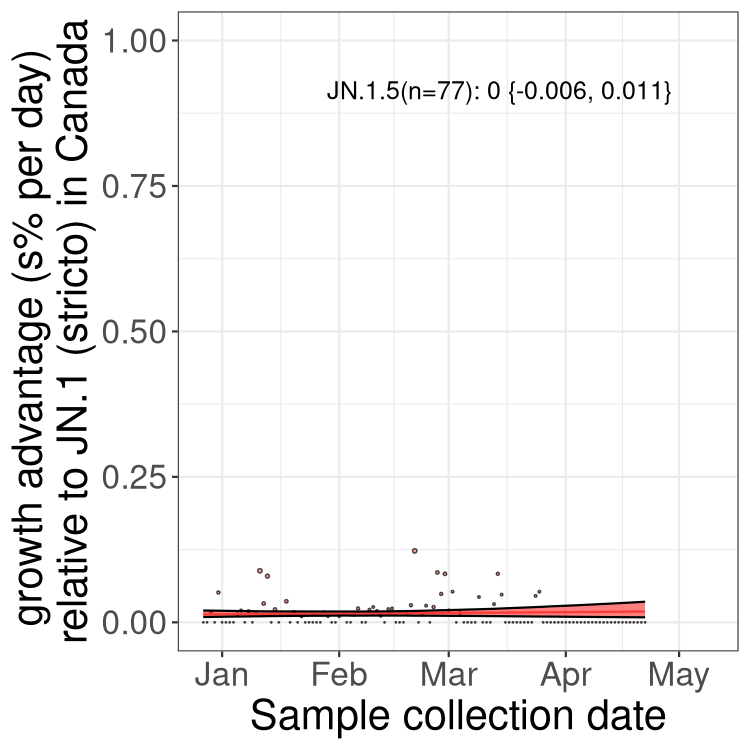 growth advantage (s% per day)
relative to JN.1 (stricto) in Canada
1.00
0.75
0.50
0.25
0.00
JN.1.5(n=77): 0 {-0.006, 0.011}
Jan
Feb
Mar
Apr
May
Sample collection date